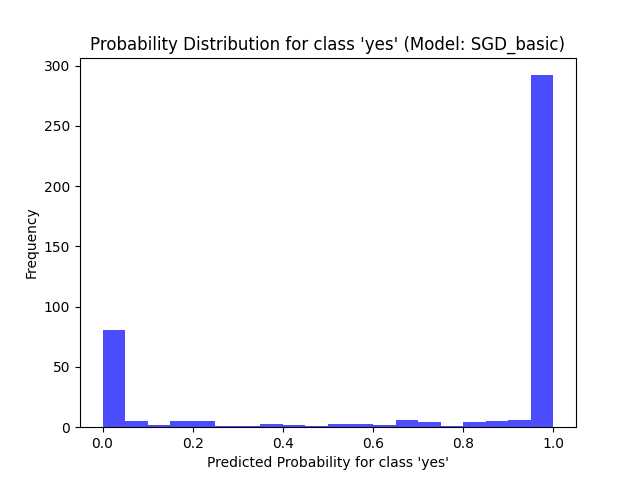 Probability Distribution for class 'yes' (Model: SGD_basic)
300
250
200
150
100
50
0
Frequency
0.0 0.2 0.4 0.6 0.8 1.0
Predicted Probability for class 'yes'